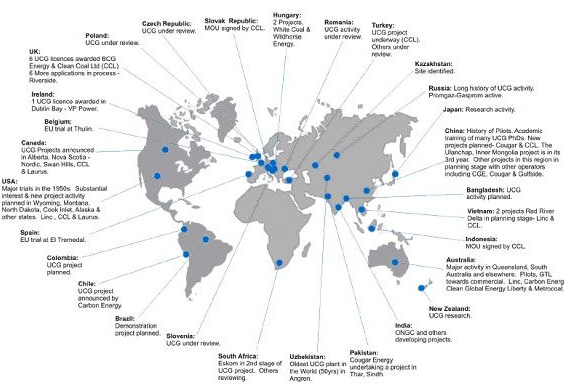 Czech Republic:
UCG under review.
Slovak Republic:
MOU signed by CCL.
Hungary:
2 Projects,
White Coal &
Wildhorse
Energy.
Romania:
UCG activity
under review.
Turkey:
UCG project
underway (CCL).
Others under
review.
Poland:
UCG under review.
UK:
6 UCG licences awarded BCG
Energy & Clean Coal Ltd (CCL)
6 More applications in process -
Riverside.
Kazakhstan:
Site identified.
Russia: Long history of UCG activity.
Promgaz-Gasprom active.
Japan: Research activity.
Ireland:
1 UCG licence awarded in
Dublin Bay - VP Power.
Belgium:
EU trial at Thulin.
Canada:
UCG Projects announced
in Alberta, Nova Scotia -
Nordic, Swan Hills, CCL
& Laurus.
China: History of Pilots. Academic
training of many UCG PhDs. New
projects planned- Cougar & CCL. The
Ulanchap, Inner Mongolia project is in its
3rd year. Other projects in this region in
planning stage with other operators
including CGE, Cougar & Gulfside.
USA:
Major trials in the 1950s. Substantial
interest & new project activity
planned in Wyoming, Montana,
North Dakota, Cook Inlet, Alaska &
other states. Linc , CCL & Laurus.
Bangladesh: UCG
activity planned.
Vietnam: 2 projects Red River
Delta in planning stage- Linc &
CCL.
Spain:
EU trial at El Tremedal.
Indonesia:
MOU signed by CCL.
Colombia:
UCG project
planned.
Australia:
Major activity in Queensland, South
Australia and elsewhere. Pilots, GTL
towards commercial. Linc, Carbon Energ
Clean Global Energy Liberty & Metrocoal.
Chile:
UCG project
announced by
Carbon Energy.
New Zealand:
UCG research.
Brazil:
Demonstration
project planned.
India:
ONGC and others
developing projects.
Slovenia:
UCG under review.
South Africa:
Eskom in 2nd stage of
UCG project. Others
reviewing.
Uzbekistan:
Oldest UCG plant in
the World (50yrs) in
Angren.
Pakistan:
Cougar Energy
undertaking a project in
Thar, Sindh.